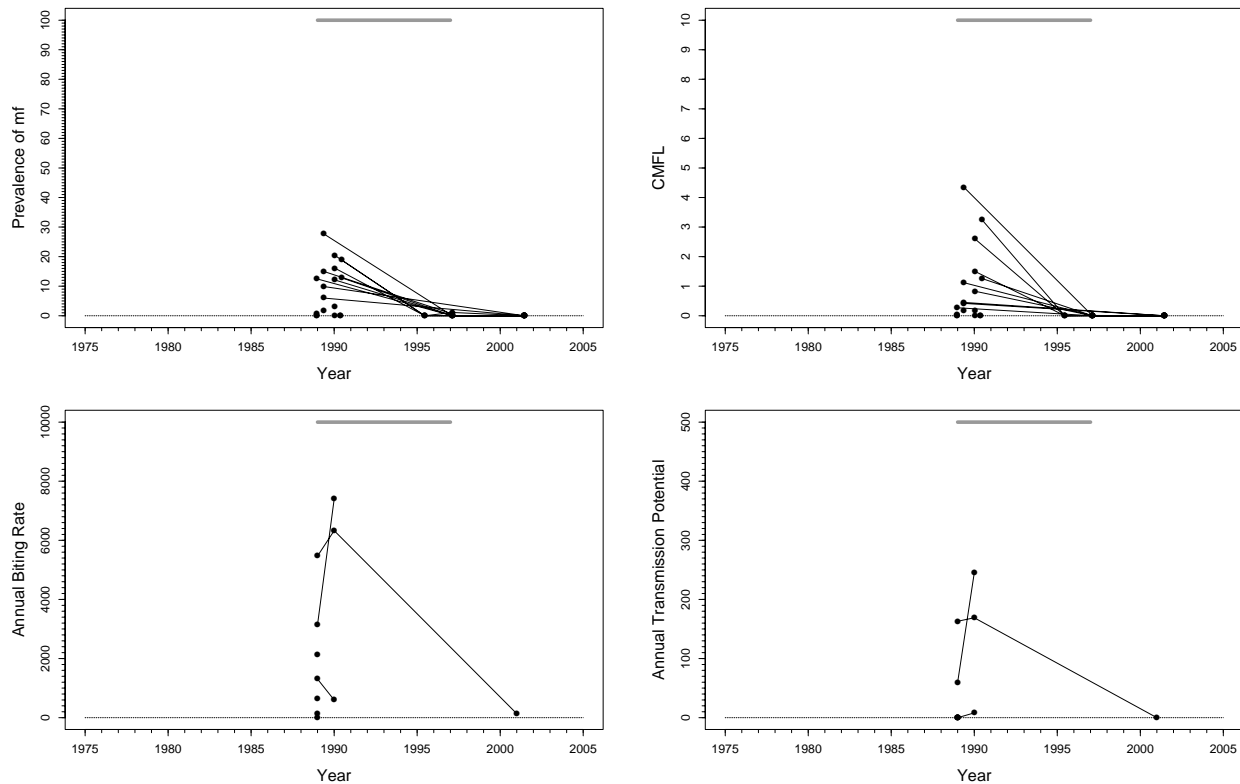 Prevalence of mf
0 10 20 30 40 50 60 70 80 90 100
1975 1980 1985 1990 1995 2000 2005
Year
CMFL
0 1 2 3 4 5 6 7 8 9 10
1975 1980 1985 1990 1995 2000 2005
Year
Annual Biting Rate
0 2000 4000 6000 8000 10000
1975 1980 1985 1990 1995 2000 2005
Year
Annual Transmission Potential
0 100 200 300 400 500
1975 1980 1985 1990 1995 2000 2005
Year